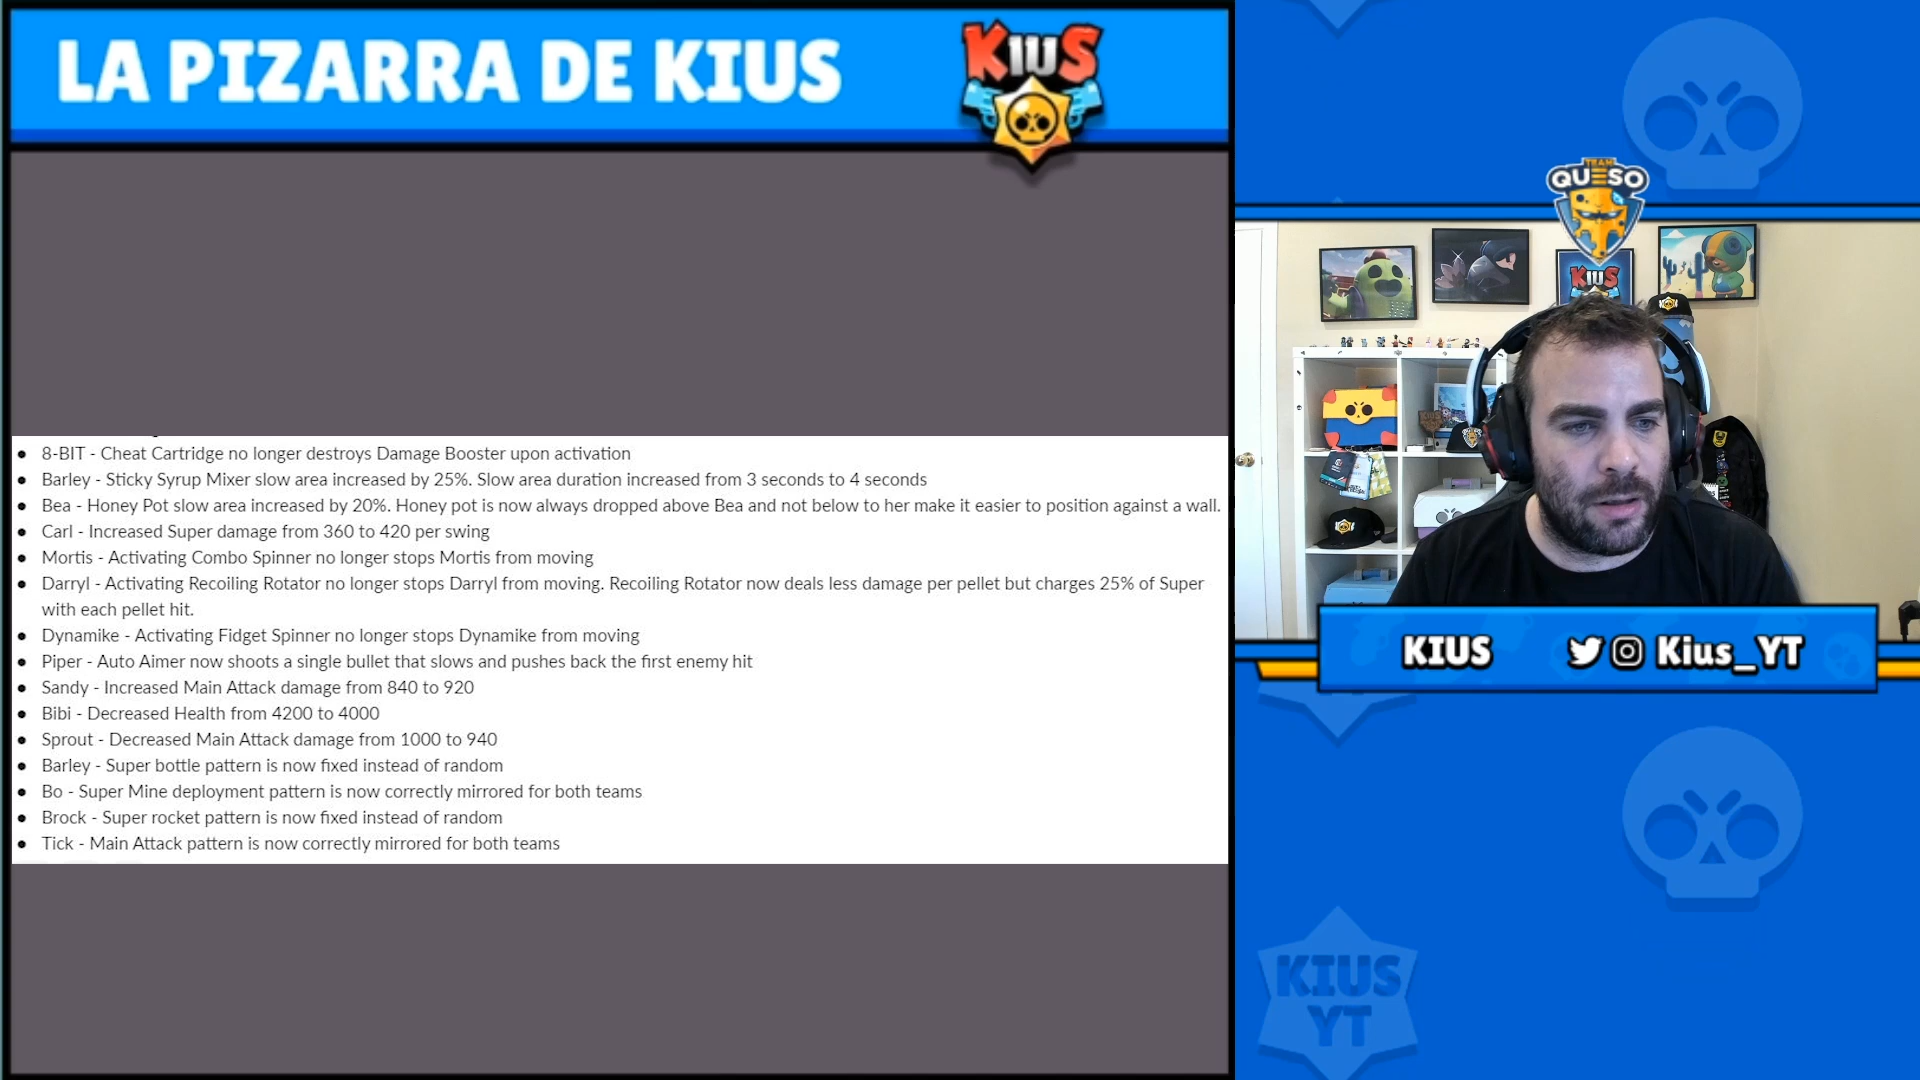 LA PIZARRA DE KIUS
KIUS
TEAM
QUESO
KIUS
8-BIT - Cheat Cartridge no longer destroys Damage Booster upon activation
Barley - Sticky Syrup Mixer slow area increased by 25%. Slow area duration increased from 3 seconds to 4 seconds
Bea - Honey Pot slow area increased by 20%. Honey pot is now always dropped above Bea and not below to her make it easier to position against a wall.
Carl - Increased Super damage from 360 to 420 per swing
Mortis - Activating Combo Spinner no longer stops Mortis from moving
Darryl - Activating Recoiling Rotator no longer stops Darryl from moving. Recoiling Rotator now deals less damage per pellet but charges 25% of Super
with each pellet hit.
Dynamike - Activating Fidget Spinner no longer stops Dynamike from moving
Piper - Auto Aimer now shoots a single bullet that slows and pushes back the first enemy hit
Sandy - Increased Main Attack damage from 840 to 920
Bibi - Decreased Health from 4200 to 4000
Sprout - Decreased Main Attack damage from 1000 to 940
Barley - Super bottle pattern is now fixed instead of random
Bo - Super Mine deployment pattern is now correctly mirrored for both teams
Brock - Super rocket pattern is now fixed instead of random
Tick - Main Attack pattern is now correctly mirrored for both teams
KIUS Kius_YT
KIUS
YT